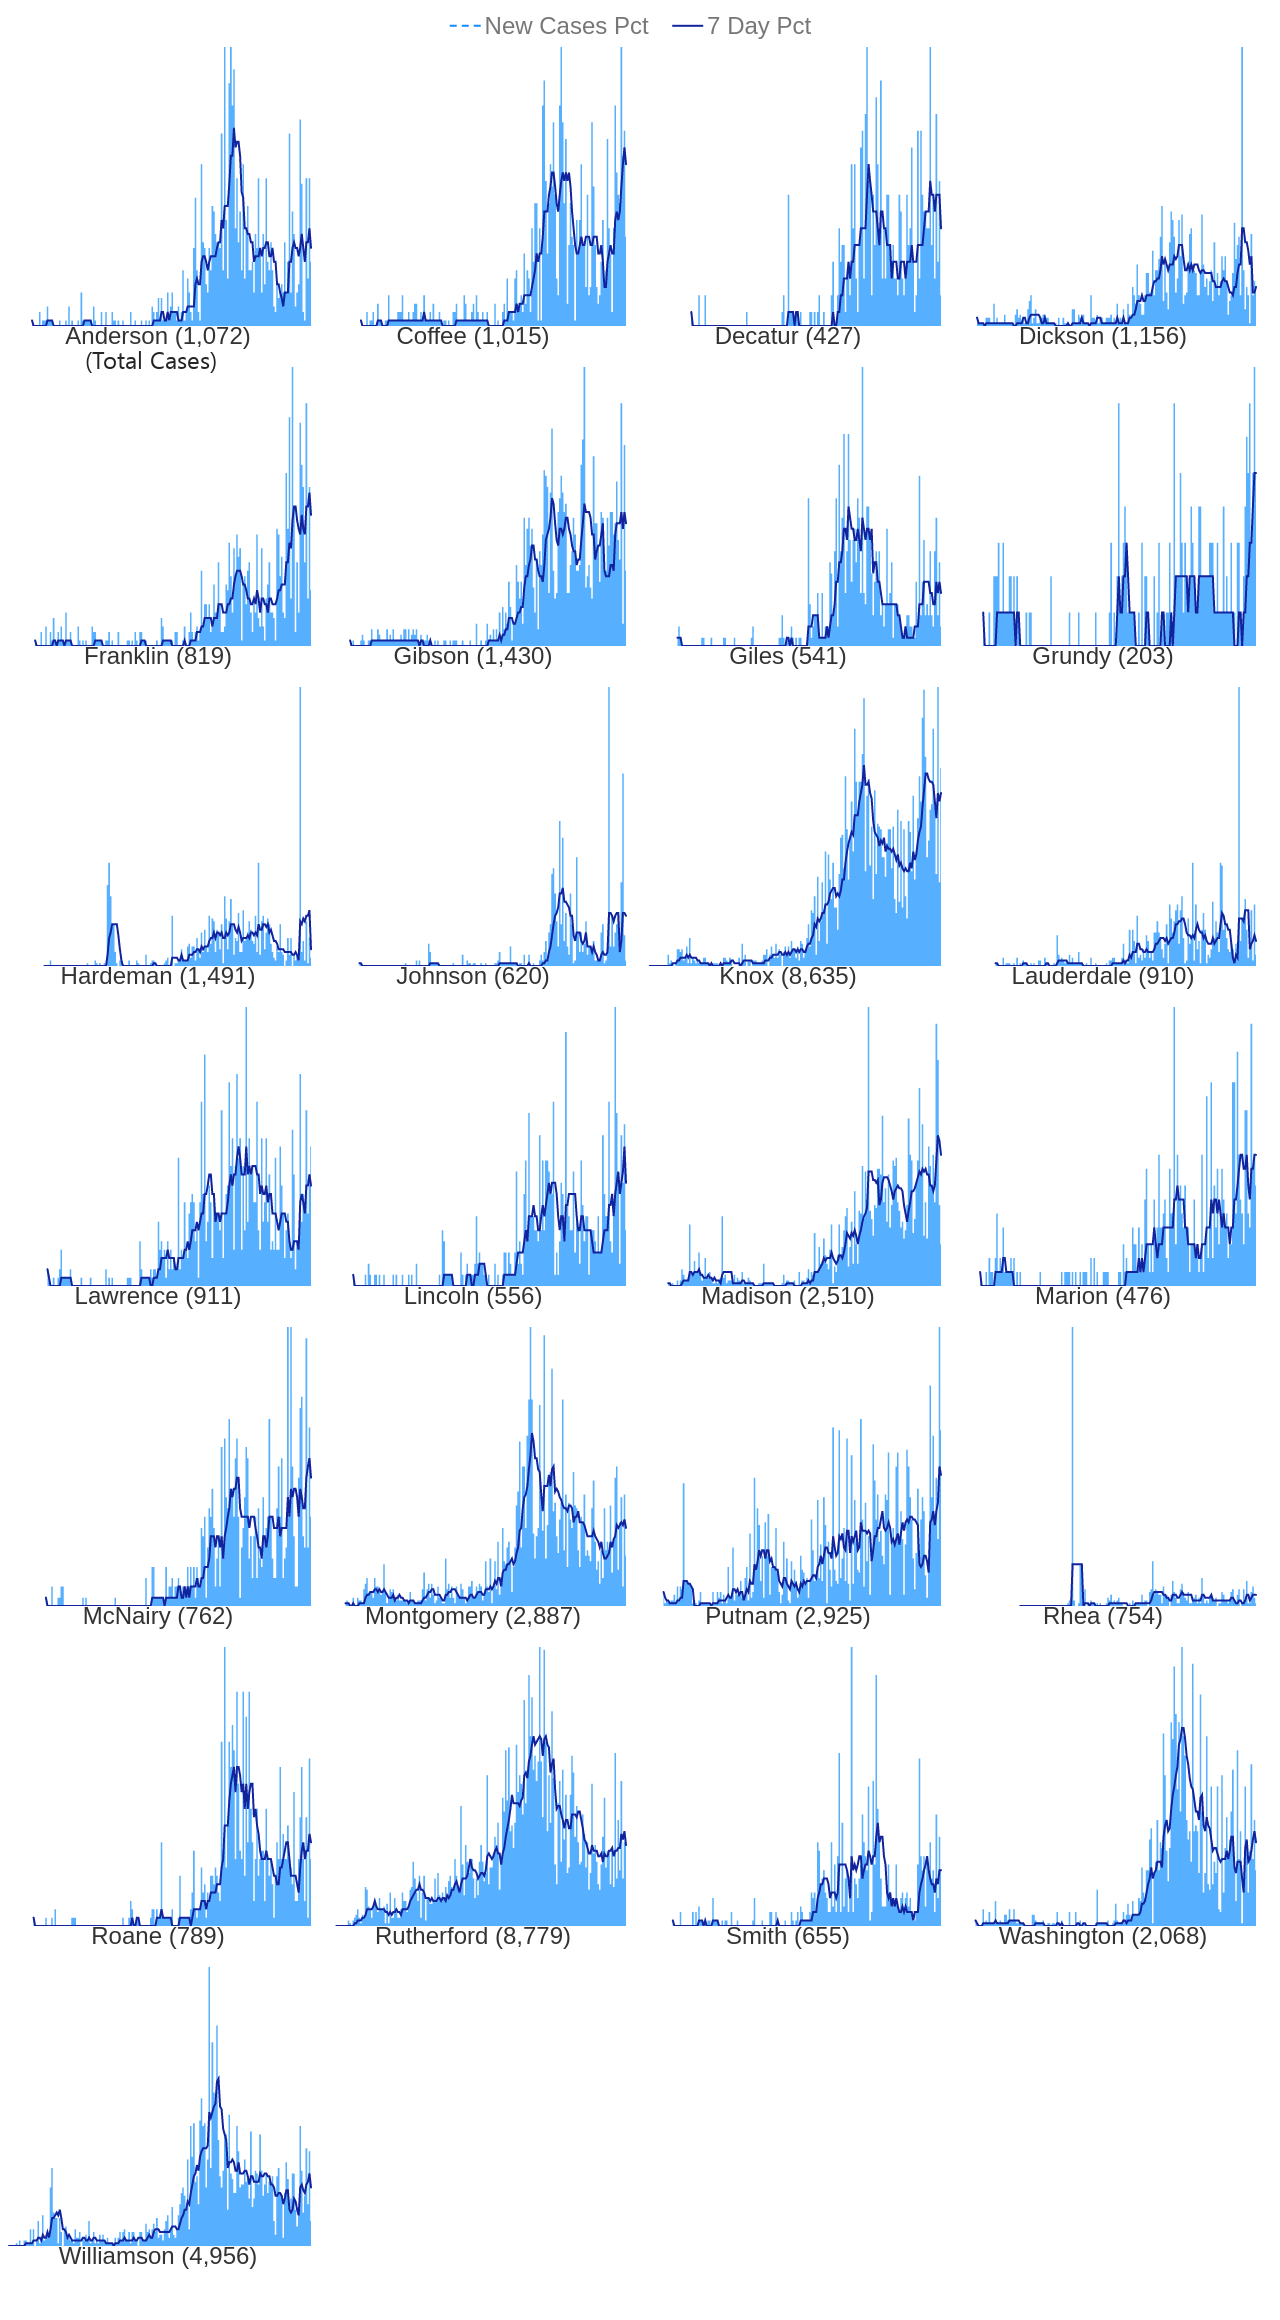 New Cases Pct 7 Day Pct
Anderson (1,072) Coffee (1,015) Decatur (427) Dickson (1,156)
(Total Cases)
Franklin (819) Gibson (1,430) Giles (541) Grundy (203)
Hardeman (1,491) Johnson (620) Knox (8,635) Lauderdale (910)
Lawrence (911) Lincoln (556) Madison (2,510) Marion (476)
McNairy (762) Montgomery (2,887) Putnam (2,925) Rhea (754)
Roane (789) Rutherford (8,779) Smith (655) Washington (2,068)
Williamson (4,956)